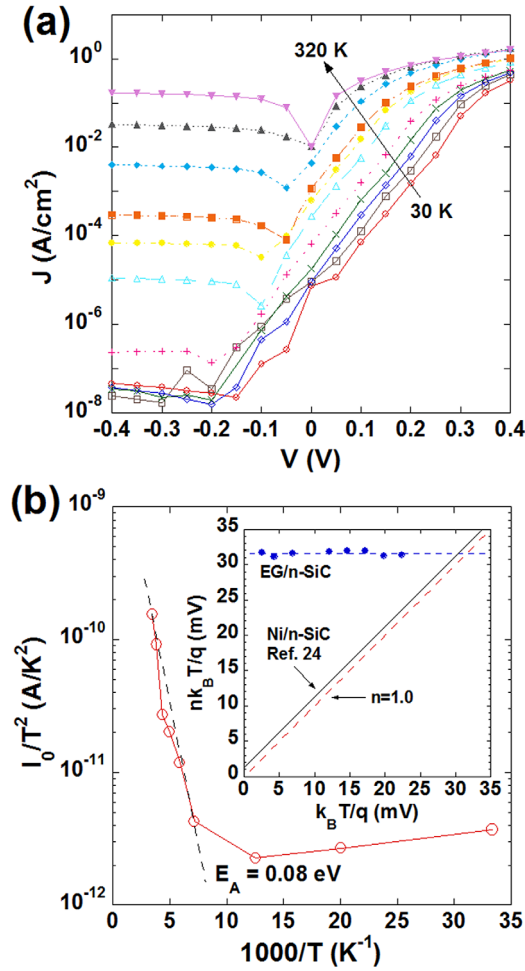 (a)
10^0
10^-2
10^-4
10^-6
10^-8
J (A/cm^2)
320 K
30 K
-0.4 -0.3 -0.2 -0.1 0 0.1 0.2 0.3 0.4
V (V)
(b)
10^-9
10^-10
10^-11
10^-12
I_0/T^2 (A/K^2)
E_A = 0.08 eV
0 5 10 15 20 25 30 35
1000/T (K^-1)
35
30
25
20
15
10
5
0
nk_BT/q (mV)
EG/n-SiC
Ni/n-SiC
Ref. 24
n=1.0
0 5 10 15 20 25 30 35
k_BT/q (mV)